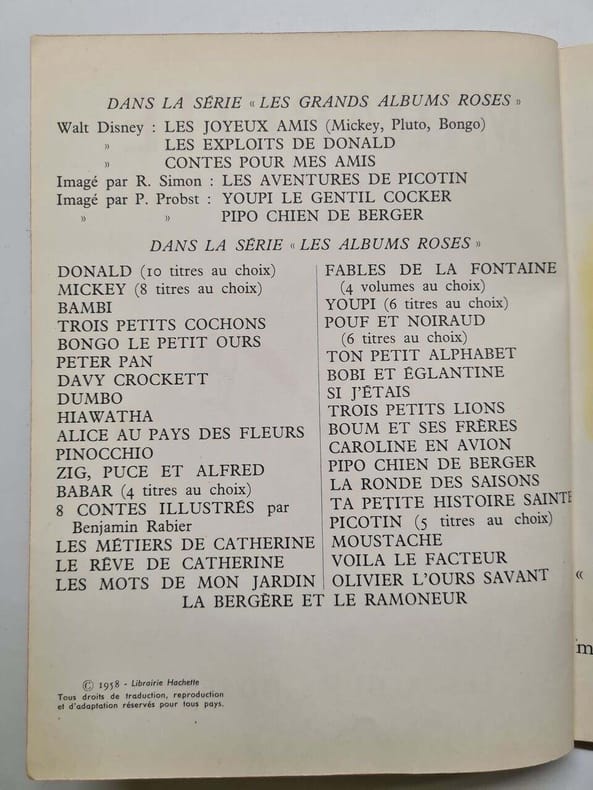 DANS LA SÉRIE « LES GRANDS ALBUMS ROSES »
Walt Disney : LES JOYEUX AMIS (Mickey, Pluto, Bongo)
» LES EXPLOITS DE DONALD
» CONTES POUR MES AMIS
Imagé par R. Simon : LES AVENTURES DE PICOTIN
Imagé par P. Probst : YOUPI LE GENTIL COCKER
» » PIPO CHIEN DE BERGER
DANS LA SÉRIE « LES ALBUMS ROSES »
DONALD (10 titres au choix)
MICKEY (8 titres au choix)
BAMBI
TROIS PETITS COCHONS
BONGO LE PETIT OURS
PETER PAN
DAVY CROCKETT
DUMBO
HIAWATHA
ALICE AU PAYS DES FLEURS
PINOCCHIO
ZIG, PUCE ET ALFRED
BABAR (4 titres au choix)
8 CONTES ILLUSTRÉS par
Benjamin Rabier
LES MÉTIERS DE CATHERINE
LE RÊVE DE CATHERINE
LES MOTS DE MON JARDIN
FABLES DE LA FONTAINE
(4 volumes au choix)
YOUPI (6 titres au choix)
POUF ET NOIRAUD
(6 titres au choix)
TON PETIT ALPHABET
BOBI ET ÉGLANTINE
SI J'ÉTAIS
TROIS PETITS LIONS
BOUM ET SES FRÈRES
CAROLINE EN AVION
PIPO CHIEN DE BERGER
LA RONDE DES SAISONS
TA PETITE HISTOIRE SAINTE
PICOTIN (5 titres au choix)
MOUSTACHE
VOILA LE FACTEUR
OLIVIER L'OURS SAVANT
LA BERGÈRE ET LE RAMONEUR
© 1958 - Librairie Hachette
Tous droits de traduction, reproduction
et d'adaptation réservés pour tous pays.
«